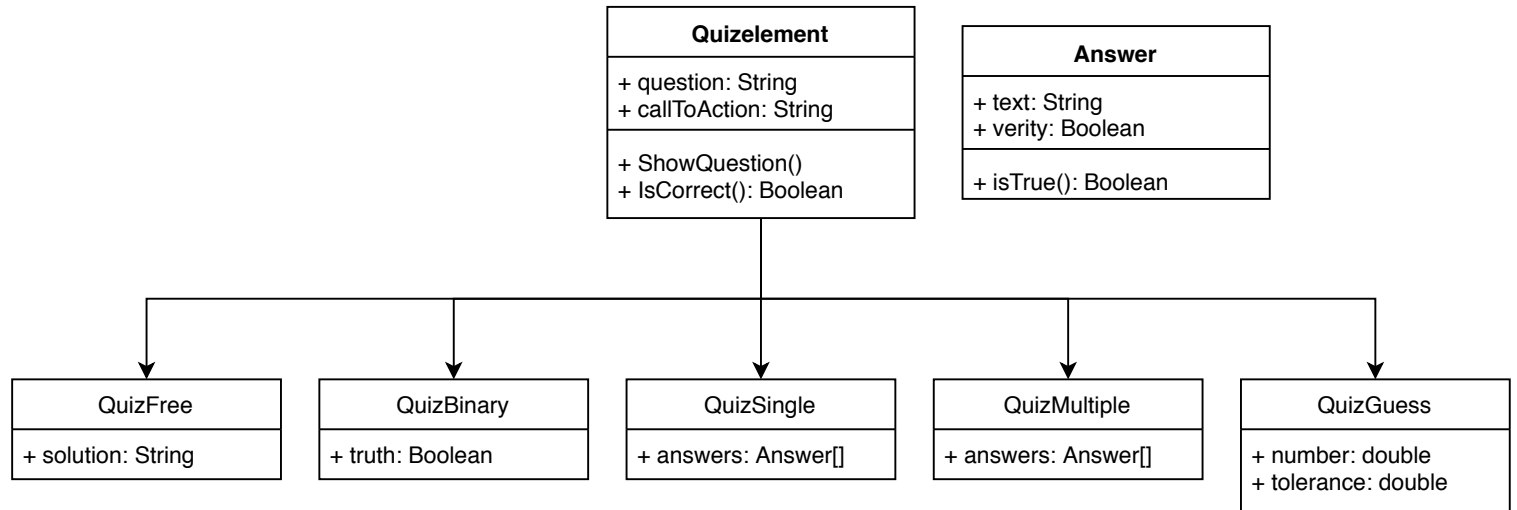 Quizelement
+ question: String
+ callToAction: String
+ ShowQuestion()
+ IsCorrect(): Boolean
Answer
+ text: String
+ verity: Boolean
+ isTrue(): Boolean
QuizFree
+ solution: String
QuizBinary
+ truth: Boolean
QuizSingle
+ answers: Answer[]
QuizMultiple
+ answers: Answer[]
QuizGuess
+ number: double
+ tolerance: double